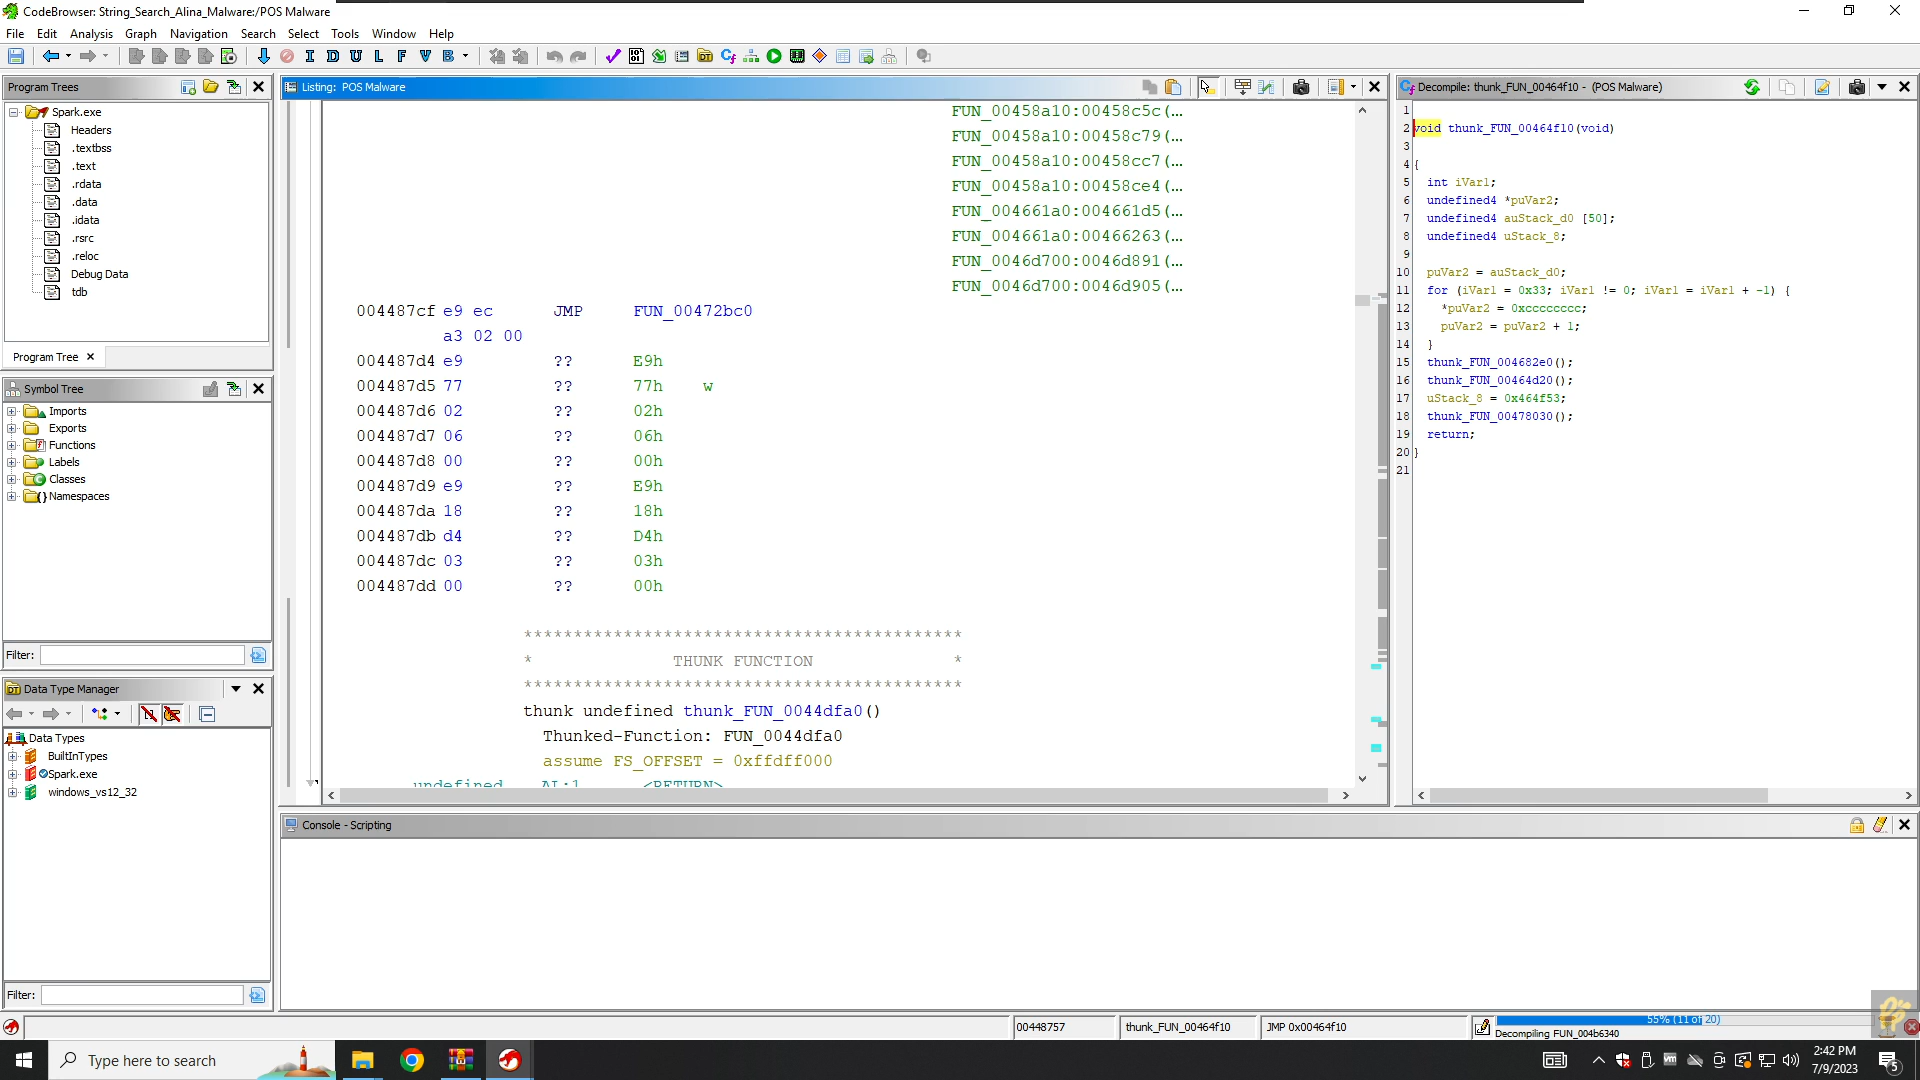 CodeBrowser: String_Search_Alina_Malware:/POS Malware
File Edit Analysis Graph Navigation Search Select Tools Window Help
I D U L F V B
Program Trees
Spark.exe
Headers
.textbss
.text
.rdata
.data
.idata
.rsrc
.reloc
Debug Data
tdb
Program Tree
Symbol Tree
Imports
Exports
Functions
Labels
Classes
Namespaces
Filter:
Data Type Manager
Data Types
BuiltInTypes
Spark.exe
windows_vs12_32
Filter:
Listing: POS Malware
FUN_00458a10:00458c5c(...
FUN_00458a10:00458c79(...
FUN_00458a10:00458cc7(...
FUN_00458a10:00458ce4(...
FUN_004661a0:004661d5(...
FUN_004661a0:00466263(...
FUN_0046d700:0046d891(...
FUN_0046d700:0046d905(...
004487cf e9 ec JMP FUN_00472bc0
a3 02 00
004487d4 e9 ?? E9h
004487d5 77 ?? 77h w
004487d6 02 ?? 02h
004487d7 06 ?? 06h
004487d8 00 ?? 00h
004487d9 e9 ?? E9h
004487da 18 ?? 18h
004487db d4 ?? D4h
004487dc 03 ?? 03h
004487dd 00 ?? 00h
********************************************
* THUNK FUNCTION *
********************************************
thunk undefined thunk_FUN_0044dfa0()
Thunked-Function: FUN_0044dfa0
assume FS_OFFSET = 0xffdff000
undefined AL:1 <RETURN>
Decompile: thunk_FUN_00464f10 - (POS Malware)
1
2 void thunk_FUN_00464f10(void)
3
4 {
5 int iVar1;
6 undefined4 *puVar2;
7 undefined4 auStack_d0 [50];
8 undefined4 uStack_8;
9
10 puVar2 = auStack_d0;
11 for (iVar1 = 0x33; iVar1 != 0; iVar1 = iVar1 + -1) {
12 *puVar2 = 0xcccccccc;
13 puVar2 = puVar2 + 1;
14 }
15 thunk_FUN_004682e0();
16 thunk_FUN_00464d20();
17 uStack_8 = 0x464f53;
18 thunk_FUN_00478030();
19 return;
20 }
21
Console - Scripting
00448757 thunk_FUN_00464f10 JMP 0x00464f10
55% (11 of 20)
Decompiling FUN_004b6340
Type here to search
2:42 PM
7/9/2023
5